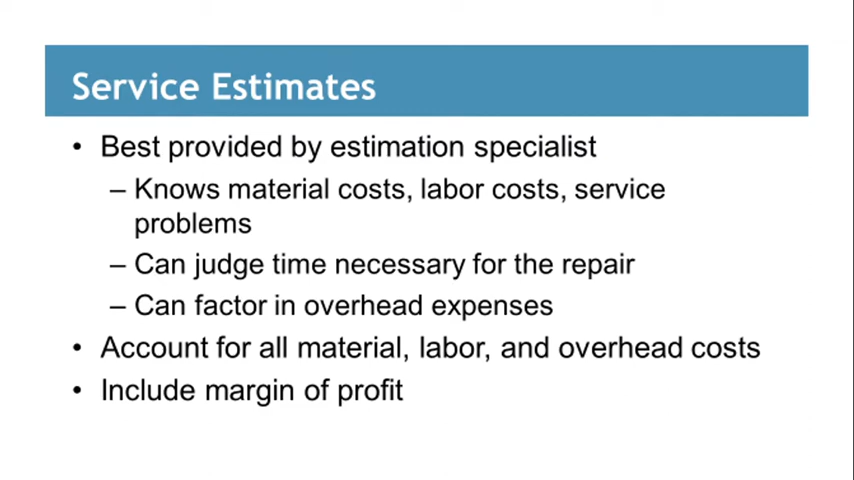 Service Estimates
• Best provided by estimation specialist
– Knows material costs, labor costs, service
problems
– Can judge time necessary for the repair
– Can factor in overhead expenses
• Account for all material, labor, and overhead costs
• Include margin of profit